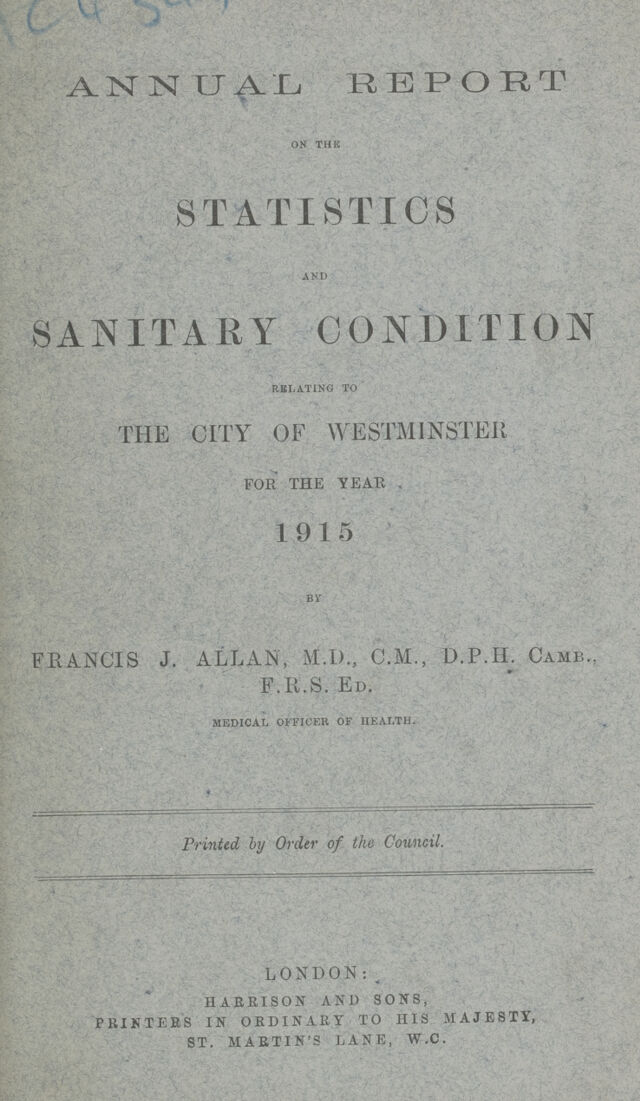 ANNUAL REPORT
ON THE
STATISTICS
AND
SANITARY CONDITION
RELATING TO
THE CITY OF WESTMINSTER
FOR THE YEAR
1915
BY
FRANCIS J. ALLAN, M.D., C.M., D.P.H. CAMB.,
F.R.S. ED.
MEDICAL OFFICER OF HEALTH.
Printed by Order of the Council.
LONDON:
HARRISON AND SONS,
PRINTERS IN ORDINARY TO HIS MAJESTY,
ST. MARTIN'S LANE, W.C.